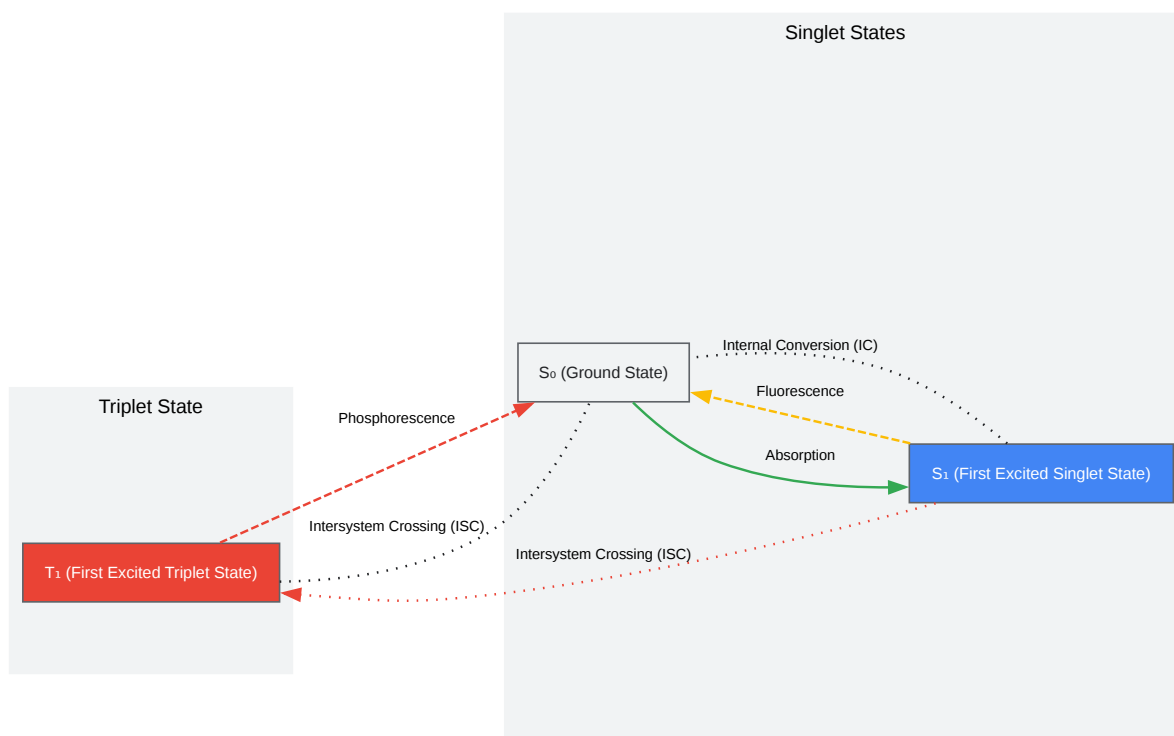 Singlet States
S₀ (Ground State)
Internal Conversion (IC)
Fluorescence
Absorption
S₁ (First Excited Singlet State)
Triplet State
Phosphorescence
Intersystem Crossing (ISC)
Intersystem Crossing (ISC)
T₁ (First Excited Triplet State)